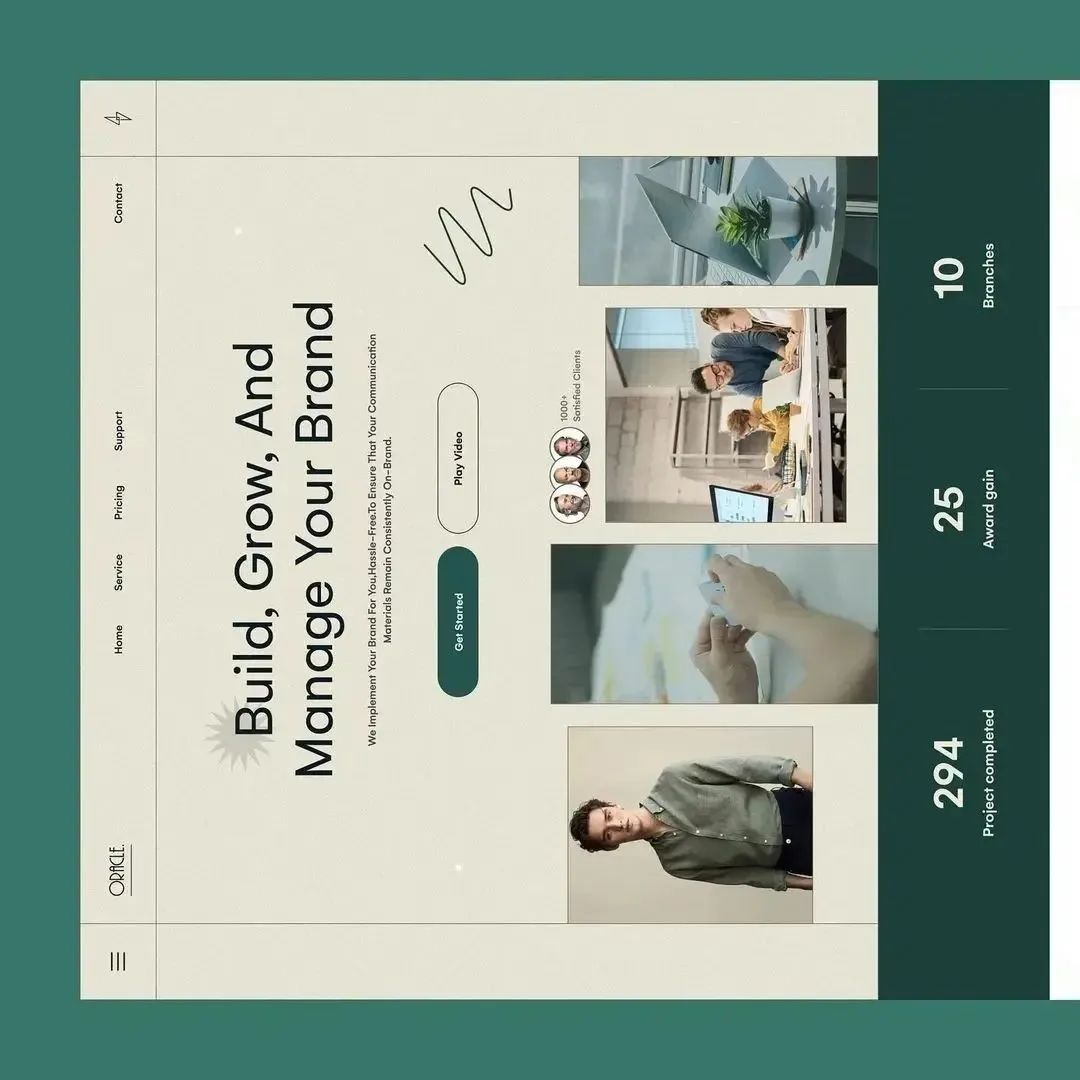 ORACLE.
Home
Service
Pricing
Support
Contact
Build, Grow, And
Manage Your Brand
We Implement Your Brand For You,Hassle-Free.To Ensure That Your Communication
Materials Remain Consistently On-Brand.
Get Started
Play Video
1000+
Satisfied Clients
294
Project completed
25
Award gain
10
Branches